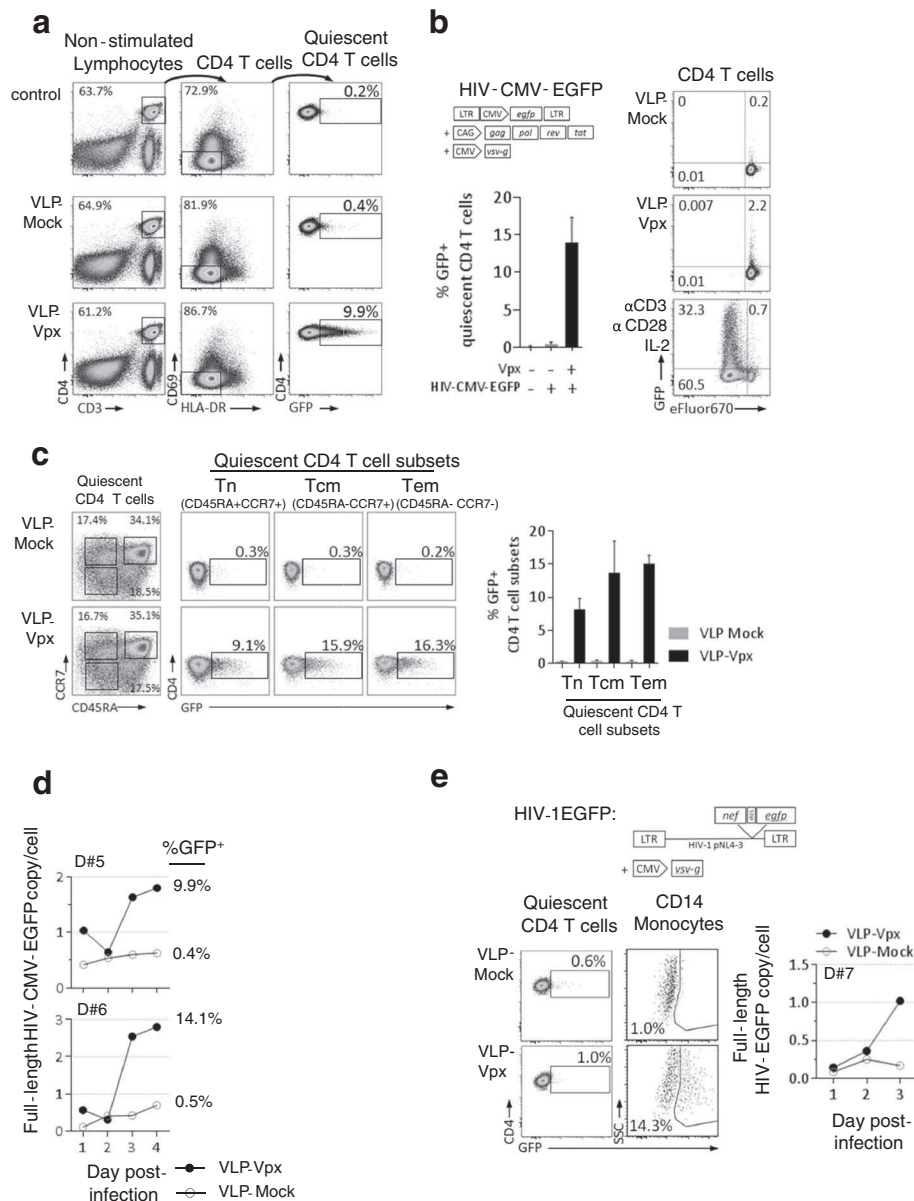 a
Non-stimulated Lymphocytes
CD4 T cells
Quiescent CD4 T cells
control
63.7%
72.9%
0.2%
VLP-Mock
64.9%
81.9%
0.4%
VLP-Vpx
61.2%
86.7%
9.9%
CD4
CD3
CD69
HLA-DR
CD4
GFP
b
HIV-CMV-EGFP
LTR CMV egfp LTR
+ CAG gag pol rev tat
+ CMV vsv-g
% GFP+ quiescent CD4 T cells
20
15
10
5
0
Vpx - - +
HIV-CMV-EGFP - + +
CD4 T cells
VLP-Mock
0 0.2
0.01
VLP-Vpx
0.007 2.2
0.01
αCD3
α CD28
IL-2
32.3 0.7
60.5
GFP
eFluor670
c
Quiescent CD4 T cells
Quiescent CD4 T cell subsets
Tn Tcm Tem
(CD45RA+CCR7+) (CD45RA-CCR7+) (CD45RA- CCR7-)
VLP-Mock
17.4% 34.1%
18.5%
0.3% 0.3% 0.2%
VLP-Vpx
16.7% 35.1%
17.5%
9.1% 15.9% 16.3%
CCR7
CD45RA
CD4
GFP
% GFP+ CD4 T cell subsets
20
15
10
5
0
Tn Tcm Tem
Quiescent CD4 T cell subsets
VLP Mock
VLP-Vpx
d
Full-length HIV-CMV-EGFP copy/cell
%GFP+
D#5
2
1
0
9.9%
0.4%
D#6
3
2
1
0
14.1%
0.5%
1 2 3 4
Day post-infection
VLP-Vpx
VLP-Mock
e
HIV-1EGFP:
nef egfp
LTR HIV-1 pNL4-3 LTR
+ CMV vsv-g
Quiescent CD4 T cells
CD14 Monocytes
VLP-Mock
0.6%
1.0%
VLP-Vpx
1.0%
14.3%
CD4
SSC
GFP
VLP-Vpx
VLP-Mock
Full-length HIV-EGFP copy/cell
D#7
1.5
1.0
0.5
0.0
1 2 3
Day post-infection